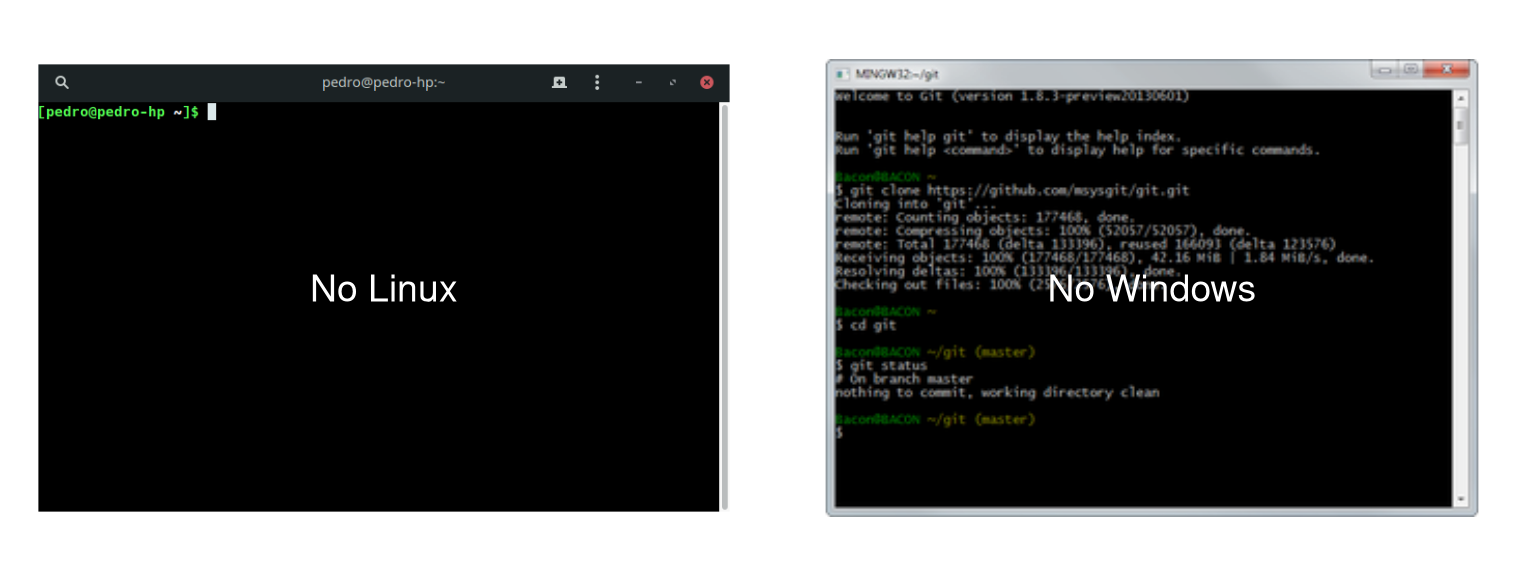 pedro@pedro-hp:~
[pedro@pedro-hp ~]$
No Linux
MINGW32:~/git
Welcome to Git (version 1.8.3-preview20130601)
Run 'git help git' to display the help index.
Run 'git help <command>' to display help for specific commands.
Bacon@BACON ~
$ git clone https://github.com/msysgit/git.git
Cloning into 'git'...
remote: Counting objects: 177468, done.
remote: Compressing objects: 100% (52057/52057), done.
remote: Total 177468 (delta 133396), reused 166093 (delta 123576)
Receiving objects: 100% (177468/177468), 42.16 MiB | 1.84 MiB/s, done.
Resolving deltas: 100% (133396/133396), done.
Checking out files: 100%
No Windows
Bacon@BACON ~
$ cd git
Bacon@BACON ~/git (master)
$ git status
# On branch master
nothing to commit, working directory clean
Bacon@BACON ~/git (master)
$